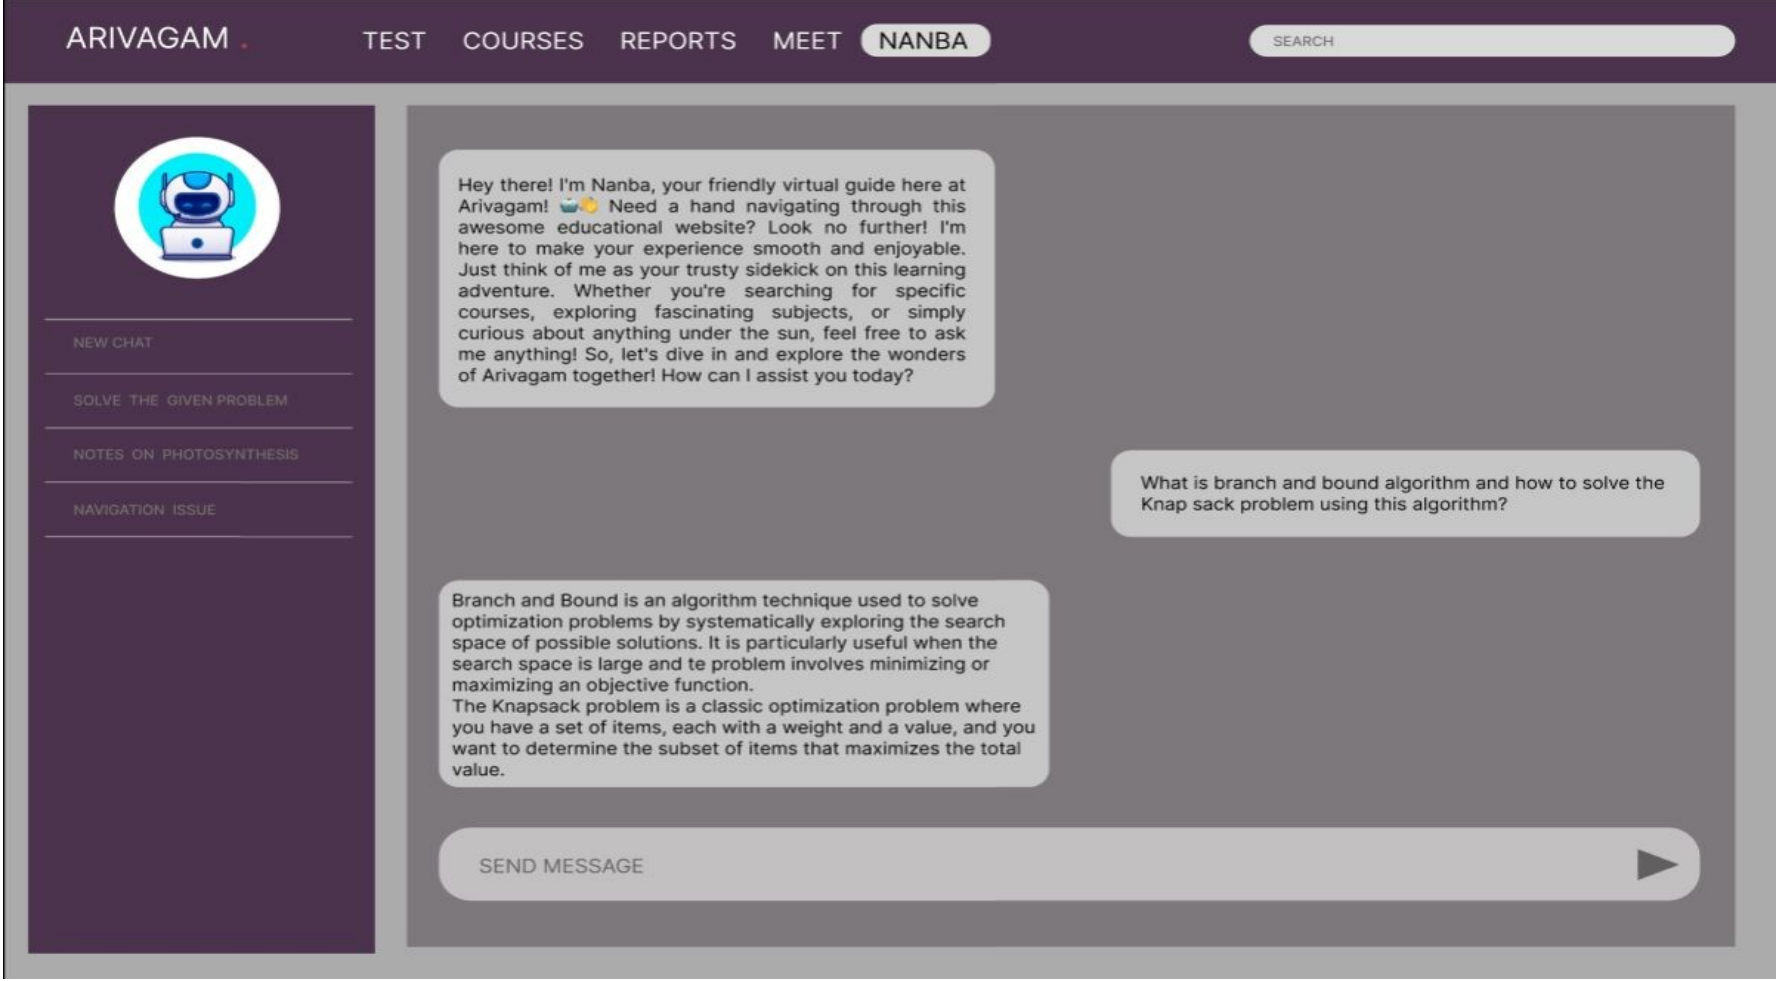 ARIVAGAM .
TEST COURSES REPORTS MEET NANBA
SEARCH
NEW CHAT
SOLVE THE GIVEN PROBLEM
NOTES ON PHOTOSYNTHESIS
NAVIGATION ISSUE
Hey there! I'm Nanba, your friendly virtual guide here at
Arivagam! 🤖👏 Need a hand navigating through this
awesome educational website? Look no further! I'm
here to make your experience smooth and enjoyable.
Just think of me as your trusty sidekick on this learning
adventure. Whether you're searching for specific
courses, exploring fascinating subjects, or simply
curious about anything under the sun, feel free to ask
me anything! So, let's dive in and explore the wonders
of Arivagam together! How can I assist you today?
What is branch and bound algorithm and how to solve the
Knap sack problem using this algorithm?
Branch and Bound is an algorithm technique used to solve
optimization problems by systematically exploring the search
space of possible solutions. It is particularly useful when the
search space is large and te problem involves minimizing or
maximizing an objective function.
The Knapsack problem is a classic optimization problem where
you have a set of items, each with a weight and a value, and you
want to determine the subset of items that maximizes the total
value.
SEND MESSAGE